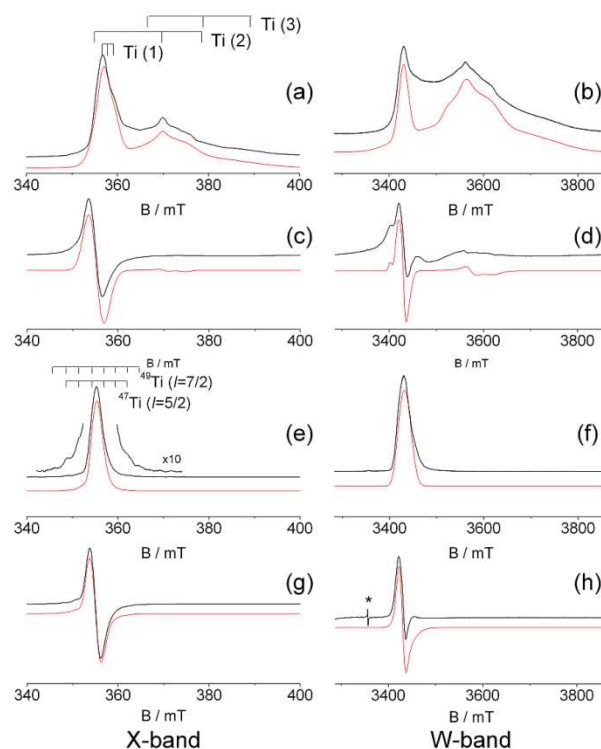 Ti (3)
Ti (2)
Ti (1)
(a)
(b)
340 360 380 400
3400 3600 3800
B / mT
B / mT
(c)
(d)
340 360 380 400
3400 3600 3800
B / mT
B / mT
⁴⁹Ti (I=7/2)
⁴⁷Ti (I=5/2)
(e)
x10
(f)
340 360 380 400
3400 3600 3800
B / mT
B / mT
(g)
*
(h)
340 360 380 400
3400 3600 3800
B / mT
B / mT
X-band
W-band